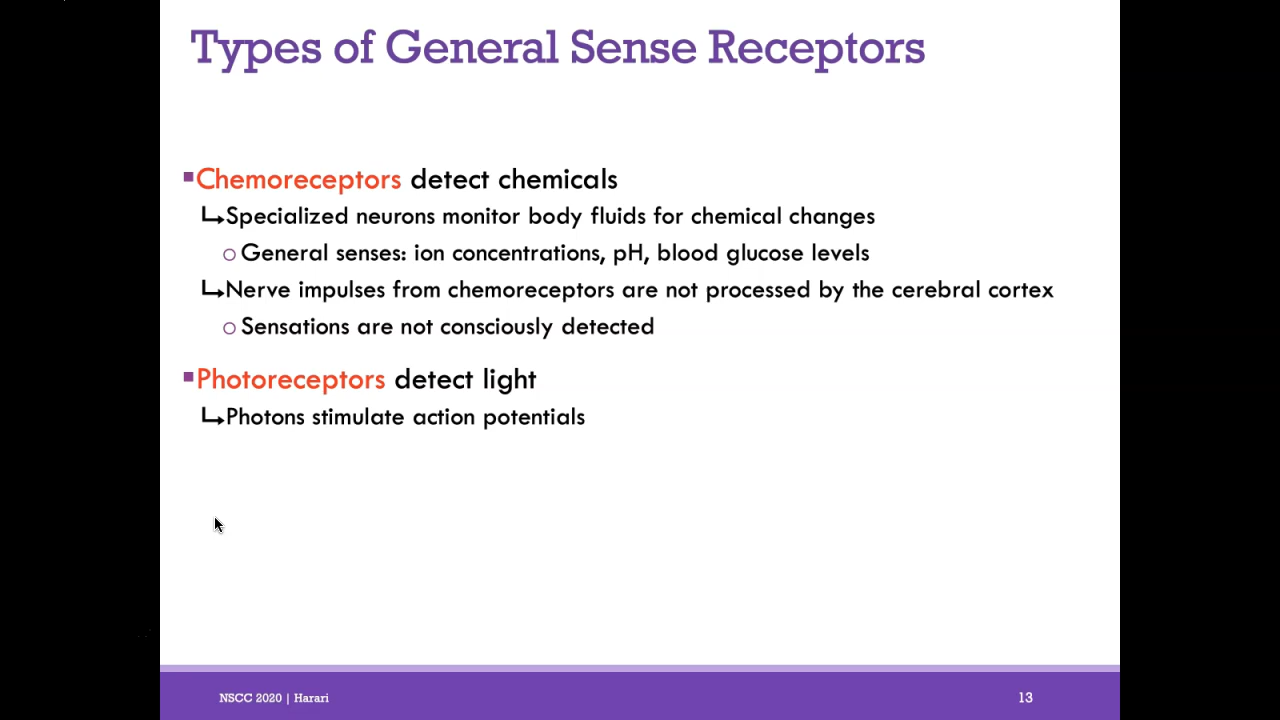 Types of General Sense Receptors
▪Chemoreceptors detect chemicals
↳Specialized neurons monitor body fluids for chemical changes
○General senses: ion concentrations, pH, blood glucose levels
↳Nerve impulses from chemoreceptors are not processed by the cerebral cortex
○Sensations are not consciously detected
▪Photoreceptors detect light
↳Photons stimulate action potentials
NSCC 2020 | Harari
13